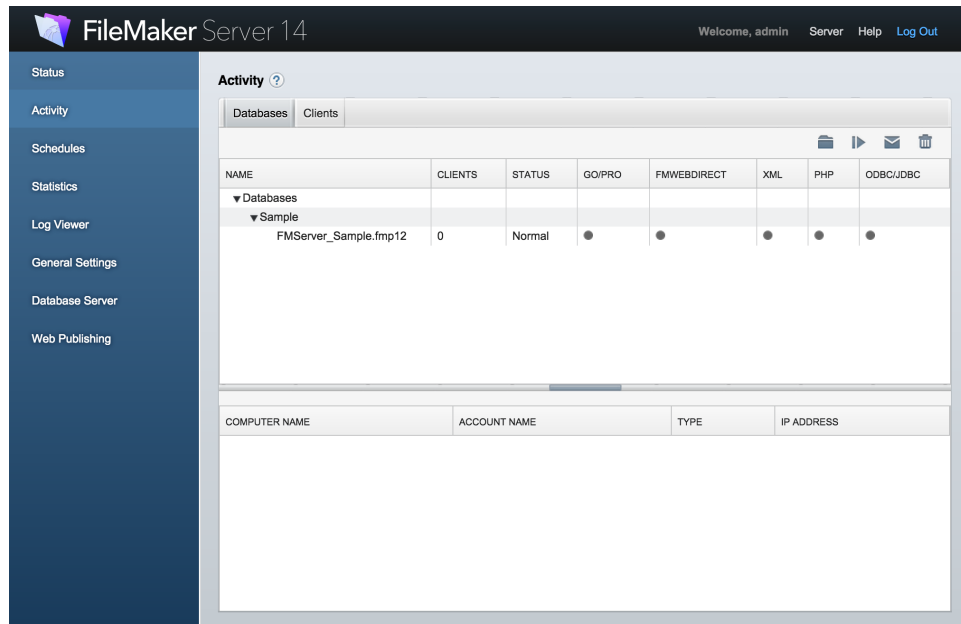 FileMaker Server 14
Welcome, admin Server Help Log Out
Status
Activity
Schedules
Statistics
Log Viewer
General Settings
Database Server
Web Publishing
Activity ?
Databases Clients
NAME CLIENTS STATUS GO/PRO FMWEBDIRECT XML PHP ODBC/JDBC
Databases
Sample
FMServer_Sample.fmp12 0 Normal
COMPUTER NAME ACCOUNT NAME TYPE IP ADDRESS